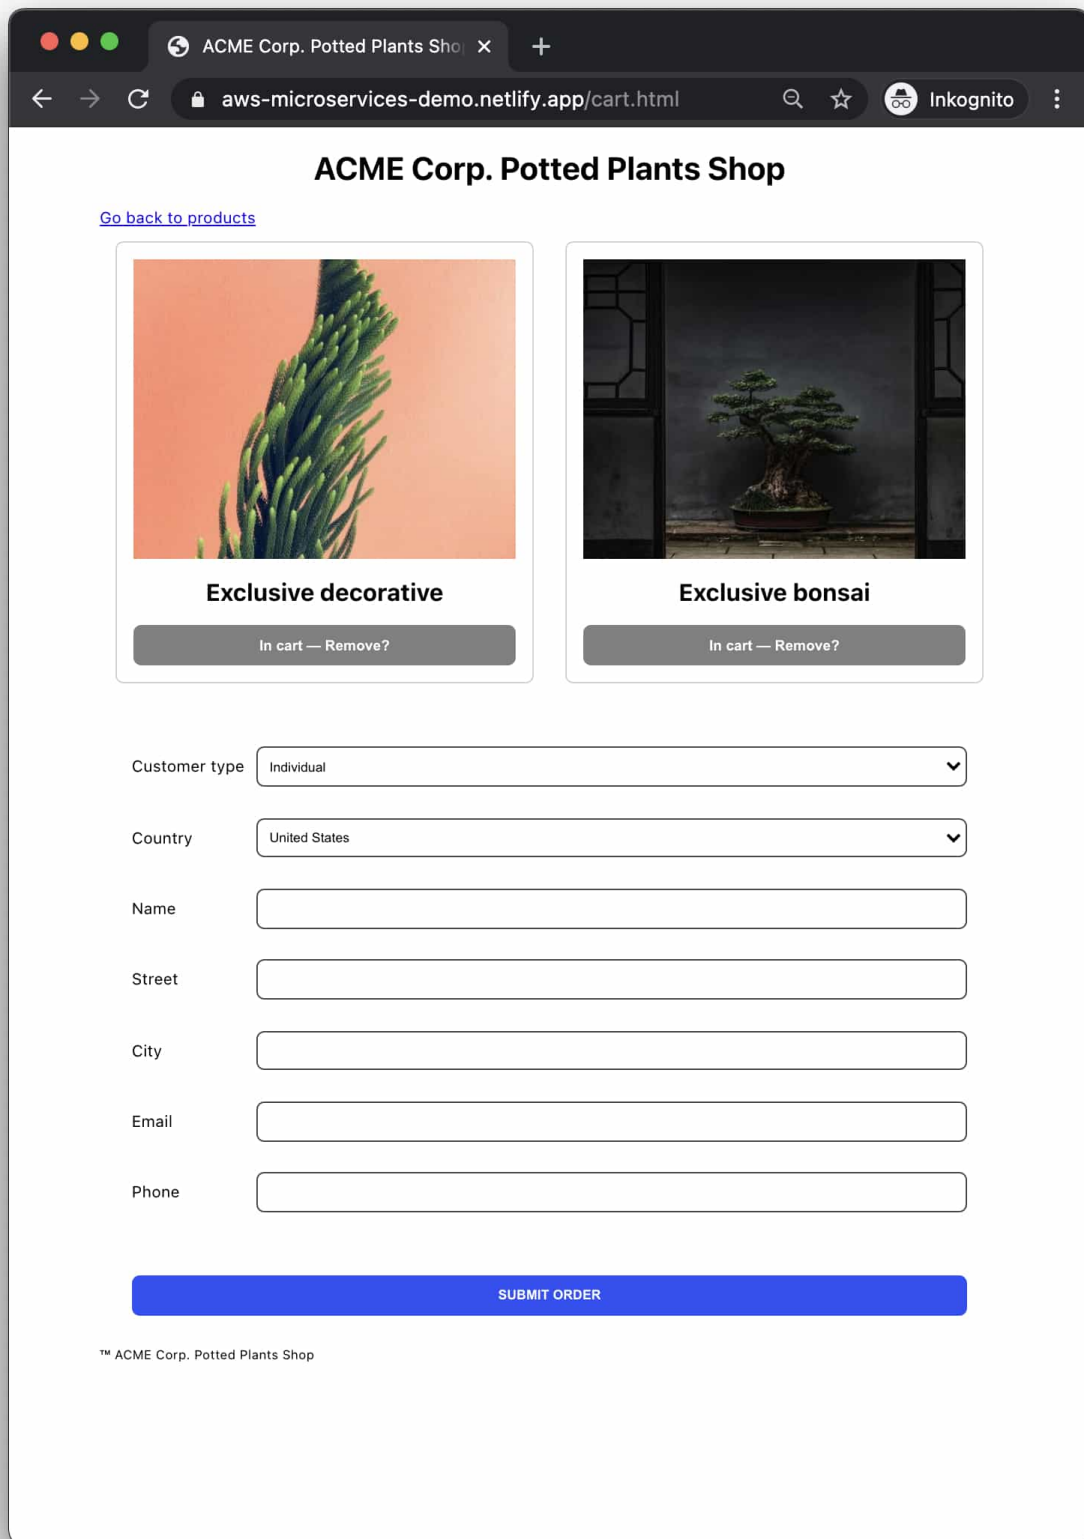 ACME Corp. Potted Plants Sho
aws-microservices-demo.netlify.app/cart.html
Inkognito
ACME Corp. Potted Plants Shop
Go back to products
Exclusive decorative
In cart — Remove?
Exclusive bonsai
In cart — Remove?
Customer type
Individual
Country
United States
Name
Street
City
Email
Phone
SUBMIT ORDER
™ ACME Corp. Potted Plants Shop